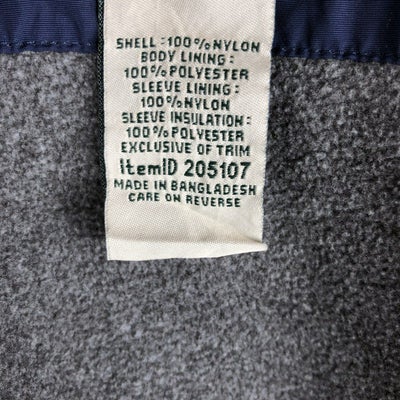 SHELL: 100% NYLON
BODY LINING:
100% POLYESTER
SLEEVE LINING:
100% NYLON
SLEEVE INSULATION:
100% POLYESTER
EXCLUSIVE OF TRIM
ItemID 205107
MADE IN BANGLADESH
CARE ON REVERSE